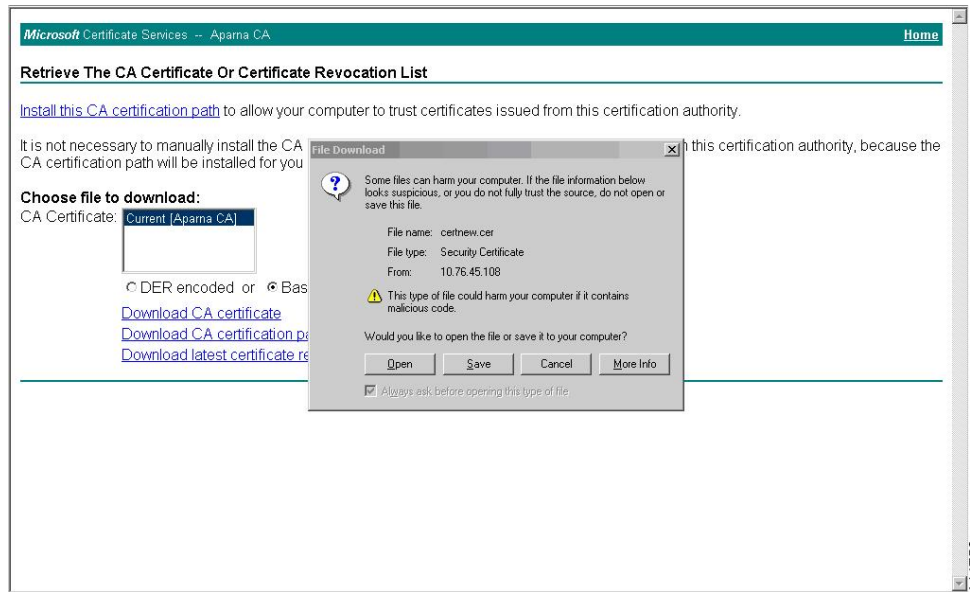 Microsoft Certificate Services -- Aparna CA Home
Retrieve The CA Certificate Or Certificate Revocation List
Install this CA certification path to allow your computer to trust certificates issued from this certification authority.
It is not necessary to manually install the CA this certification authority, because the
CA certification path will be installed for you
Choose file to download:
CA Certificate: Current [Aparna CA]
DER encoded or Bas
Download CA certificate
Download CA certification pa
Download latest certificate re
File Download
Some files can harm your computer. If the file information below
looks suspicious, or you do not fully trust the source, do not open or
save this file.
File name: certnew.cer
File type: Security Certificate
From: 10.76.45.108
This type of file could harm your computer if it contains
malicious code.
Would you like to open the file or save it to your computer?
Open Save Cancel More Info
Always ask before opening this type of file